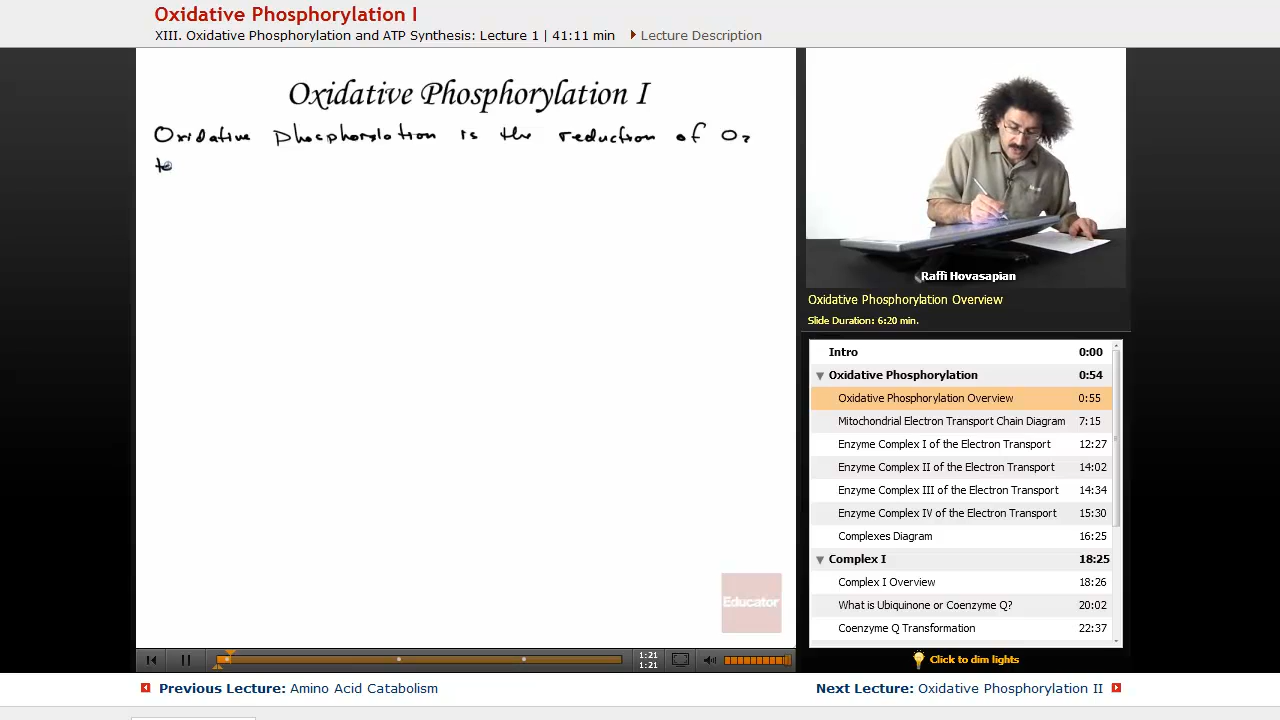 Oxidative Phosphorylation I
XIII. Oxidative Phosphorylation and ATP Synthesis: Lecture 1 | 41:11 min
Lecture Description
Oxidative Phosphorylation I
Oxidative phosphorylation is the reduction of O2
to
Raffi Hovasapian
Oxidative Phosphorylation Overview
Slide Duration: 6:20 min.
Intro 0:00
Oxidative Phosphorylation 0:54
Oxidative Phosphorylation Overview 0:55
Mitochondrial Electron Transport Chain Diagram 7:15
Enzyme Complex I of the Electron Transport 12:27
Enzyme Complex II of the Electron Transport 14:02
Enzyme Complex III of the Electron Transport 14:34
Enzyme Complex IV of the Electron Transport 15:30
Complexes Diagram 16:25
Complex I 18:25
Complex I Overview 18:26
What is Ubiquinone or Coenzyme Q? 20:02
Coenzyme Q Transformation 22:37
Educator
1:21
1:21
Click to dim lights
Previous Lecture: Amino Acid Catabolism
Next Lecture: Oxidative Phosphorylation II